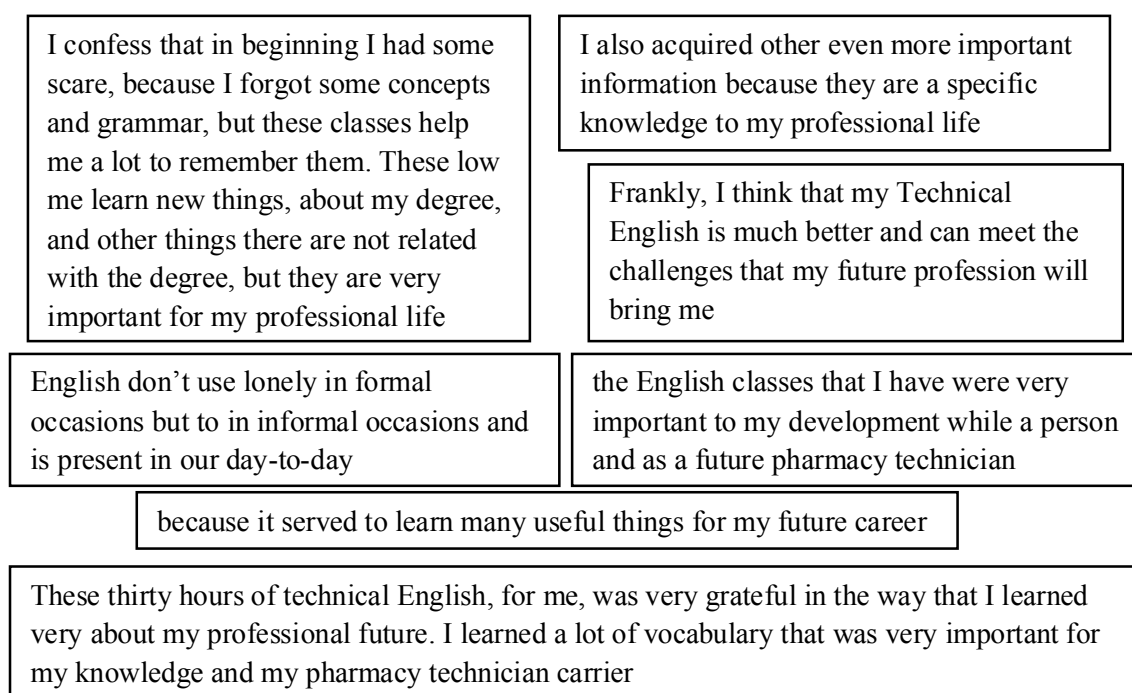 I confess that in beginning I had some
scare, because I forgot some concepts
and grammar, but these classes help
me a lot to remember them. These low
me learn new things, about my degree,
and other things there are not related
with the degree, but they are very
important for my professional life
I also acquired other even more important
information because they are a specific
knowledge to my professional life
Frankly, I think that my Technical
English is much better and can meet the
challenges that my future profession will
bring me
English don’t use lonely in formal
occasions but to in informal occasions and
is present in our day-to-day
the English classes that I have were very
important to my development while a person
and as a future pharmacy technician
because it served to learn many useful things for my future career
These thirty hours of technical English, for me, was very grateful in the way that I learned
very about my professional future. I learned a lot of vocabulary that was very important for
my knowledge and my pharmacy technician carrier